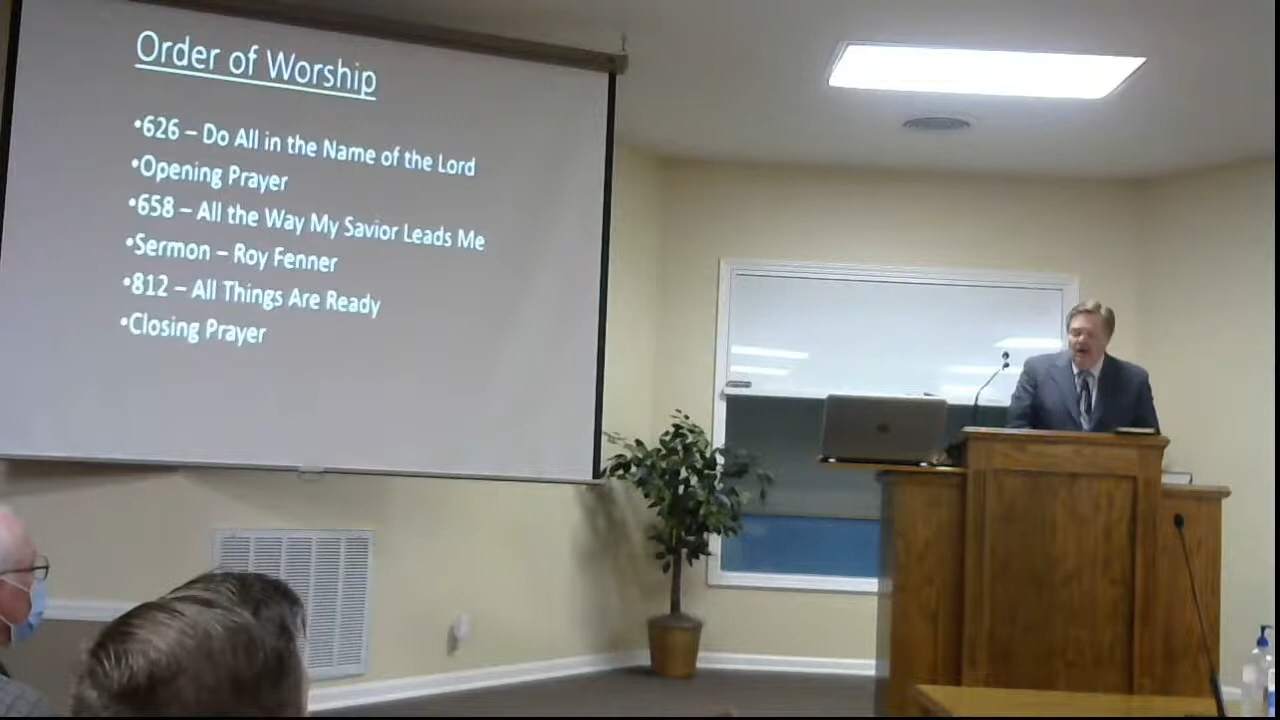 Order of Worship
•626 – Do All in the Name of the Lord
•Opening Prayer
•658 – All the Way My Savior Leads Me
•Sermon – Roy Fenner
•812 – All Things Are Ready
•Closing Prayer